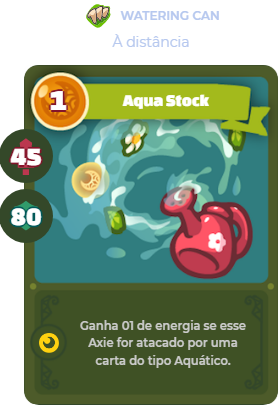 WATERING CAN
À distância
1
Aqua Stock
45
80
Ganha 01 de energia se esse
Axie for atacado por uma
carta do tipo Aquático.